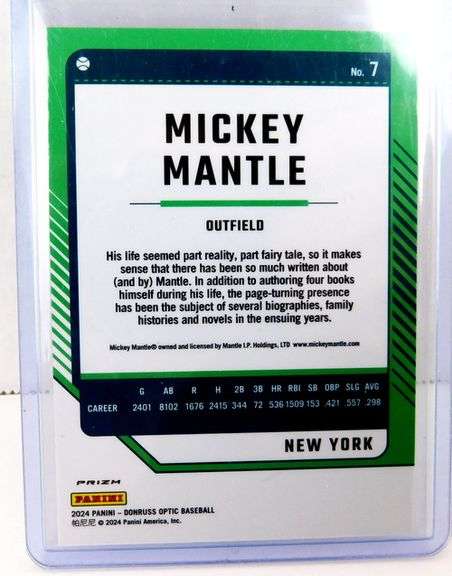 No. 7
MICKEY
MANTLE
OUTFIELD
His life seemed part reality, part fairy tale, so it makes
sense that there has been so much written about
(and by) Mantle. In addition to authoring four books
himself during his life, the page-turning presence
has been the subject of several biographies, family
histories and novels in the ensuing years.
Mickey Mantle® owned and licensed by Mantle I.P. Holdings, LTD www.mickeymantle.com
G AB R H 2B 3B HR RBI SB OBP SLG AVG
CAREER 2401 8102 1676 2415 344 72 536 1509 153 .421 .557 .298
NEW YORK
PRIZM
PANINI
2024 PANINI – DONRUSS OPTIC BASEBALL
帕尼尼 © 2024 Panini America, Inc.